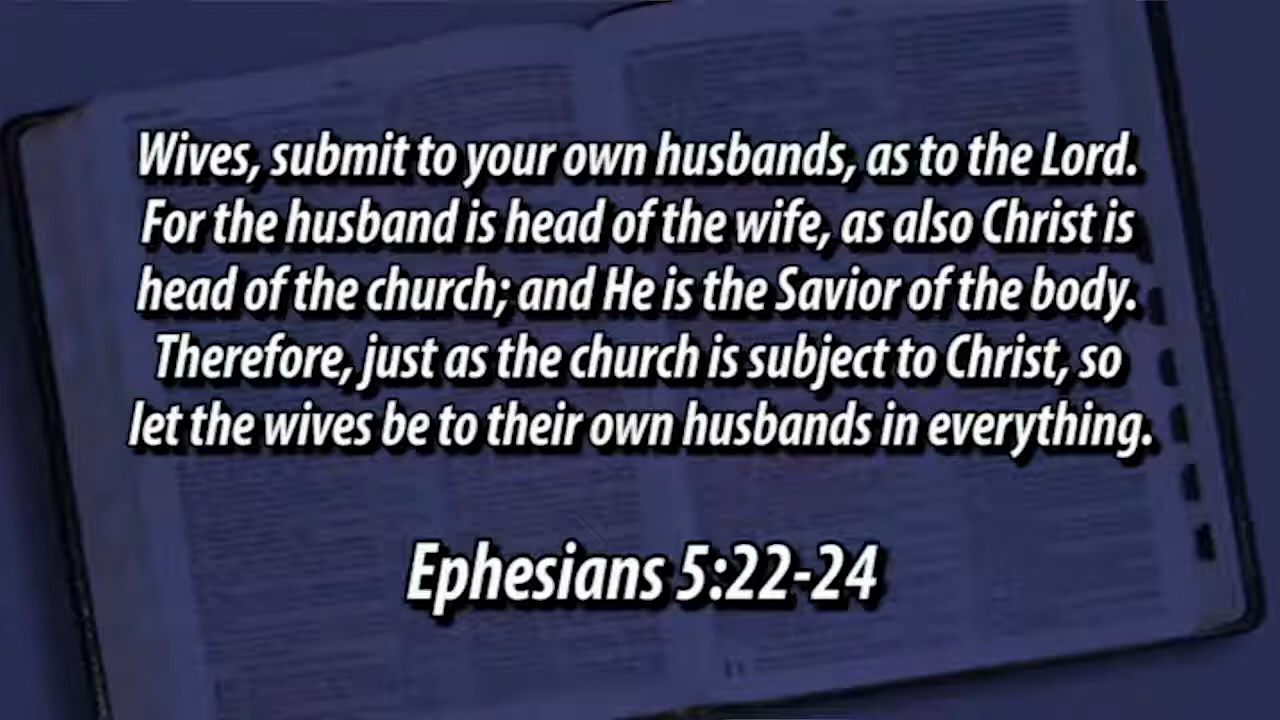 Wives, submit to your own husbands, as to the Lord.
For the husband is head of the wife, as also Christ is
head of the church; and He is the Savior of the body.
Therefore, just as the church is subject to Christ, so
let the wives be to their own husbands in everything.
Ephesians 5:22-24